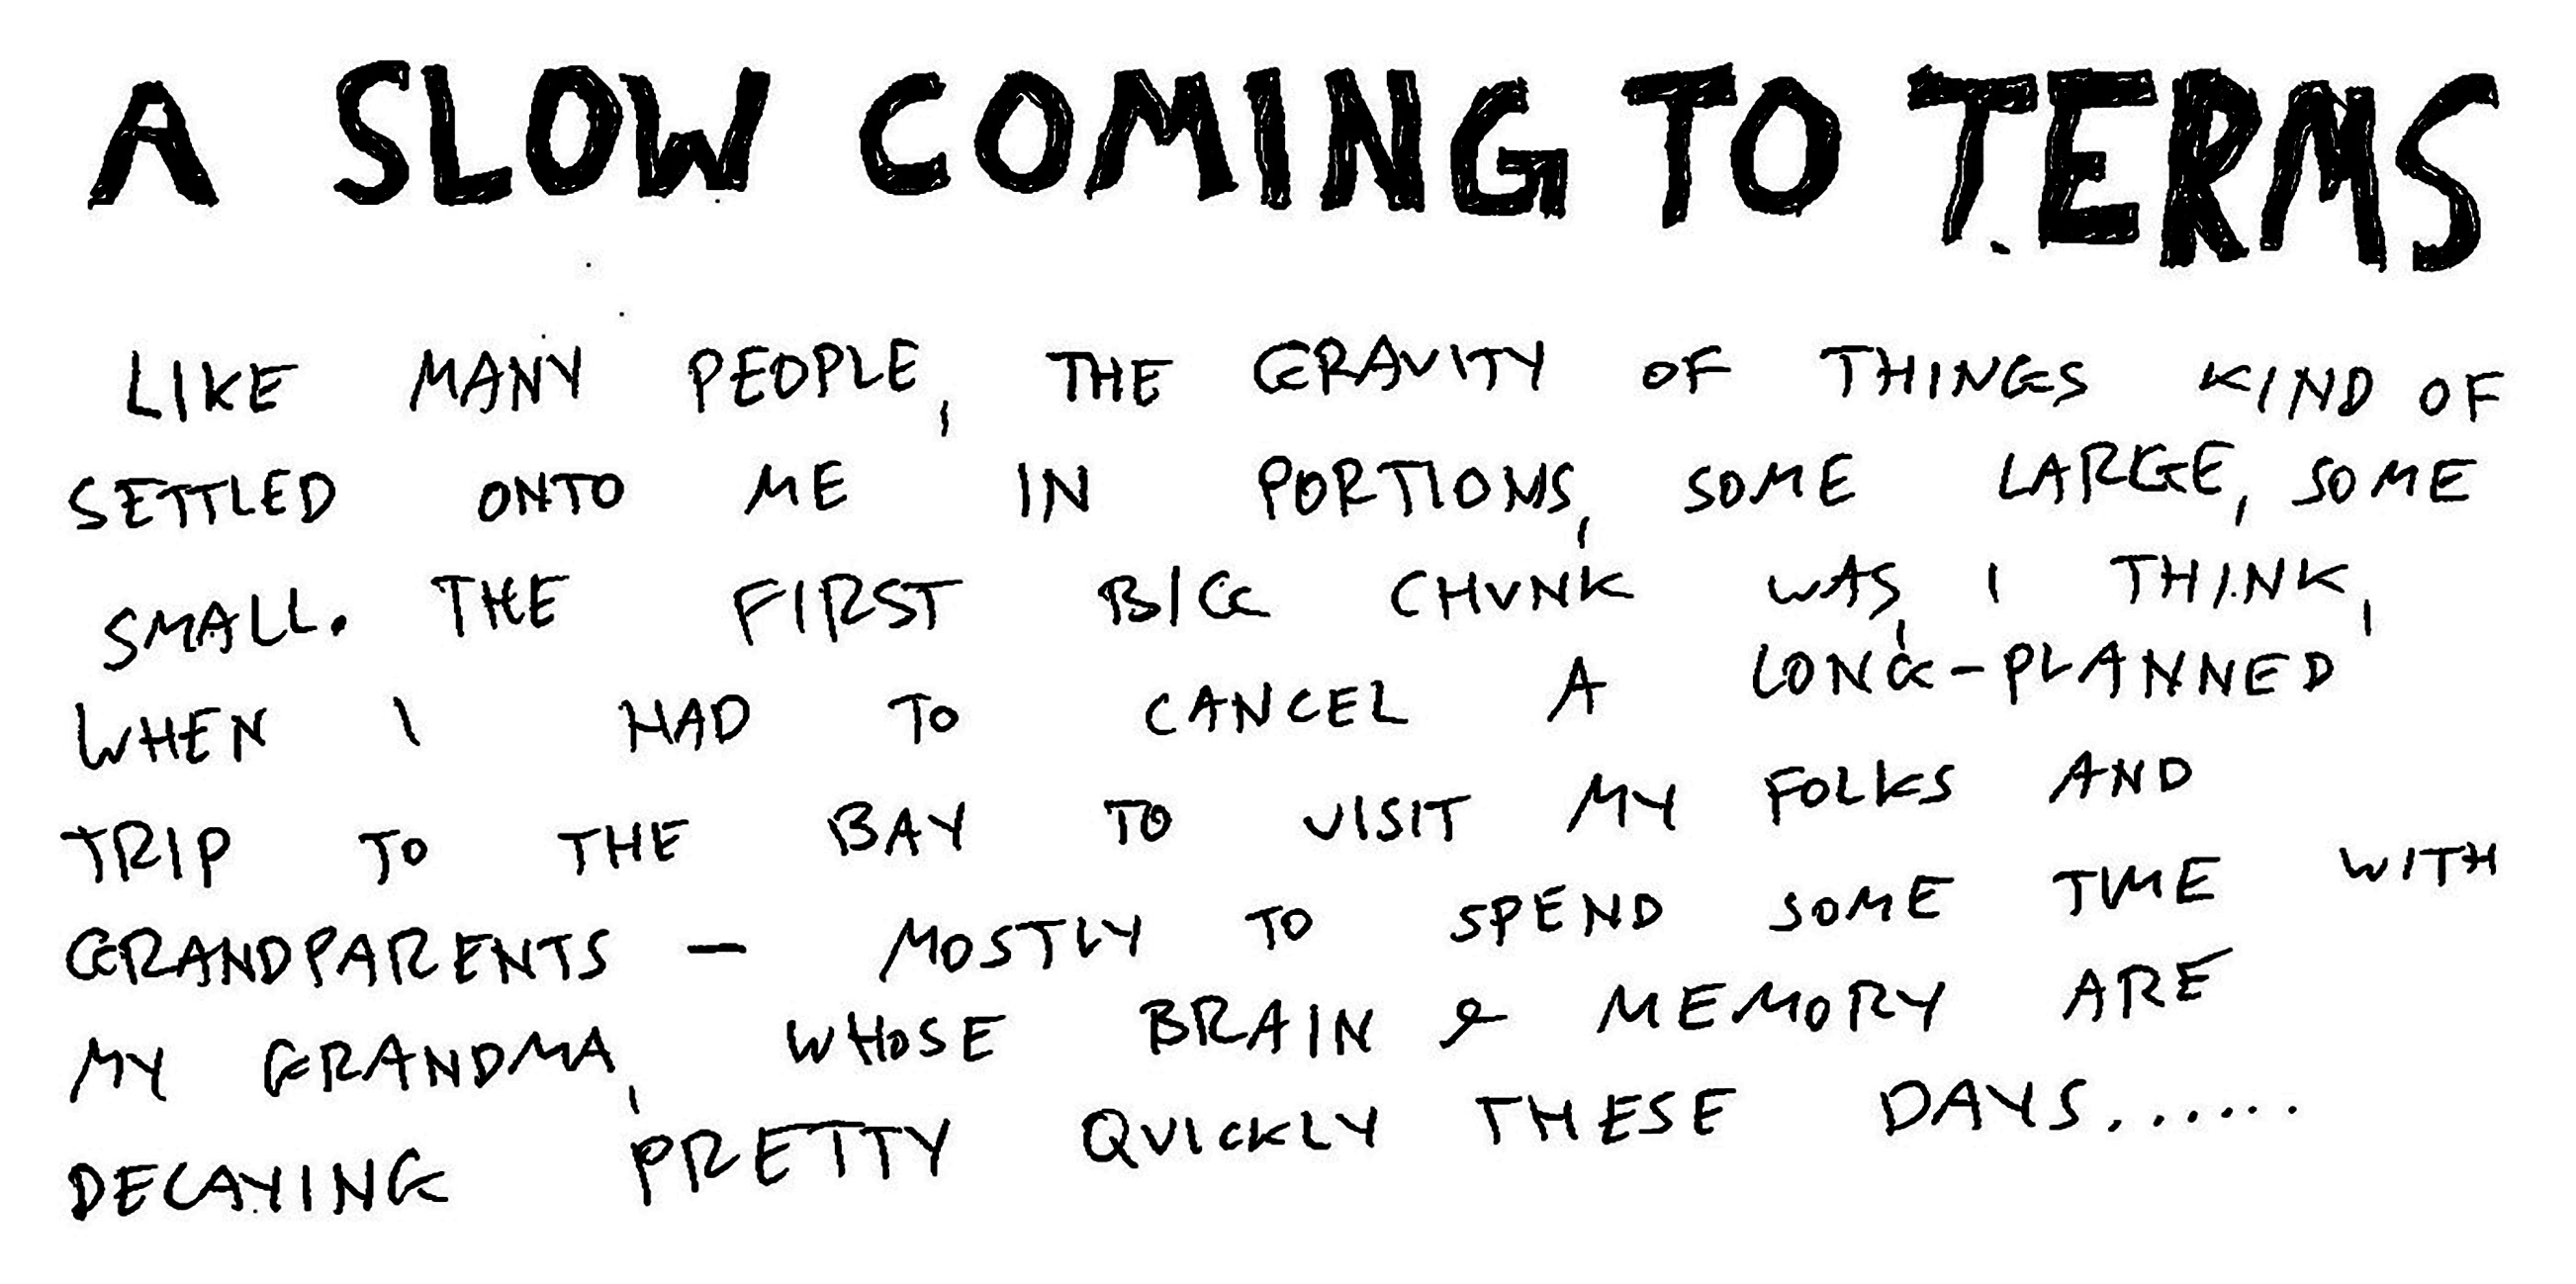 A SLOW COMING TO TERMS
LIKE MANY PEOPLE, THE GRAVITY OF THINGS KIND OF
SETTLED ONTO ME IN PORTIONS, SOME LARGE, SOME
SMALL. THE FIRST BIG CHUNK WAS, I THINK,
WHEN I HAD TO CANCEL A LONG-PLANNED
TRIP TO THE BAY TO VISIT MY FOLKS AND
GRANDPARENTS — MOSTLY TO SPEND SOME TIME WITH
MY GRANDMA, WHOSE BRAIN & MEMORY ARE
DECAYING PRETTY QUICKLY THESE DAYS......